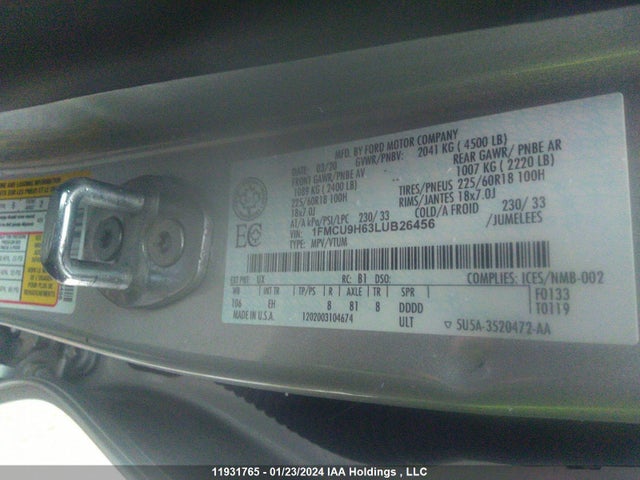 MFD. BY FORD MOTOR COMPANY
DATE: 03/20 GVWR/PNBV: 2041 KG ( 4500 LB)
FRONT GAWR/PNBE AV REAR GAWR/ PNBE AR
1089 KG ( 2400 LB) 1007 KG ( 2220 LB)
225/60R18 100H TIRES/PNEUS 225/60R18 100H
18x7.0J RIMS/JANTES 18x7.0J
AT/A kPa/PSI/LPC 230/ 33 COLD/A FROID 230/ 33
VIN: 1FMCU9H63LUB26456 /JUMELEES
TYPE: MPV/VTUM
EXT PNT: UX RC: B1 DSO: COMPLIES: ICES/NMB-002
WB INT TR TP/PS R AXLE TR SPR F0133
106 EH 8 B1 8 DDDD T0119
MADE IN U.S.A. 1202003104674 ULT 5U5A-3520472-AA
11931765 - 01/23/2024 IAA Holdings , LLC